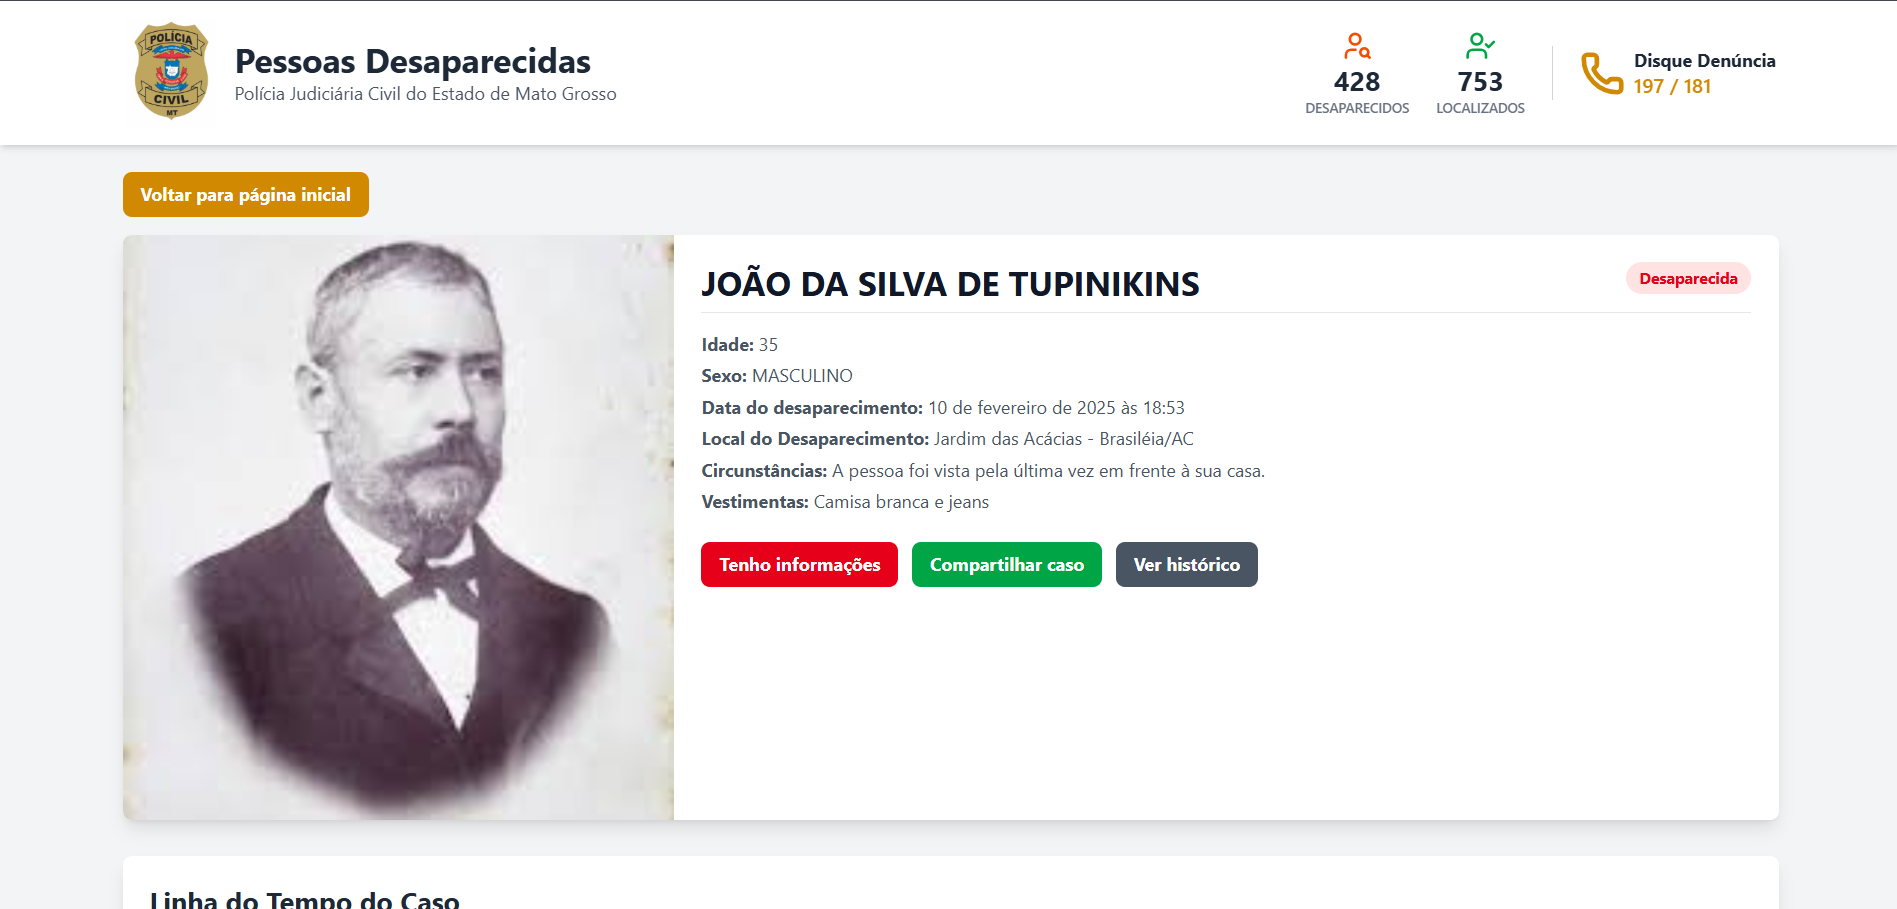 POLÍCIA
CIVIL
MT
Pessoas Desaparecidas
Polícia Judiciária Civil do Estado de Mato Grosso
428
DESAPARECIDOS
753
LOCALIZADOS
Disque Denúncia
197 / 181
Voltar para página inicial
JOÃO DA SILVA DE TUPINIKINS
Desaparecida
Idade: 35
Sexo: MASCULINO
Data do desaparecimento: 10 de fevereiro de 2025 às 18:53
Local do Desaparecimento: Jardim das Acácias - Brasiléia/AC
Circunstâncias: A pessoa foi vista pela última vez em frente à sua casa.
Vestimentas: Camisa branca e jeans
Tenho informações
Compartilhar caso
Ver histórico
Linha do Tempo do Caso